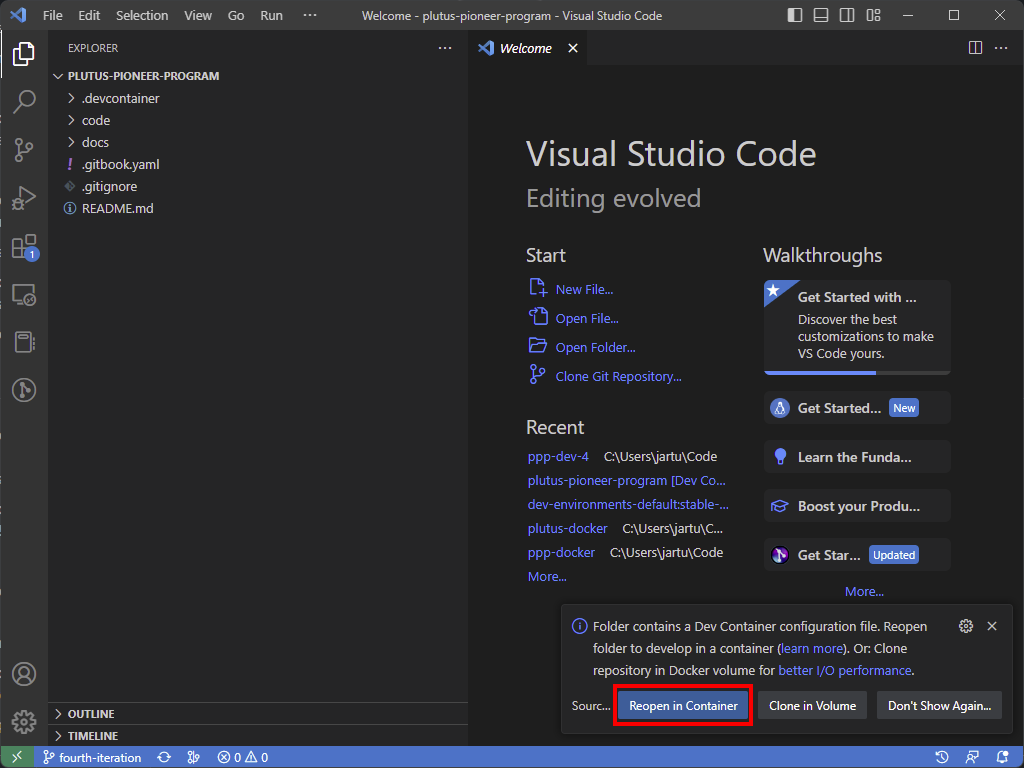 File Edit Selection View Go Run ··· Welcome - plutus-pioneer-program - Visual Studio Code
EXPLORER ···
PLUTUS-PIONEER-PROGRAM
.devcontainer
code
docs
! .gitbook.yaml
.gitignore
README.md
OUTLINE
TIMELINE
1
Welcome
Visual Studio Code
Editing evolved
Start
New File...
Open File...
Open Folder...
Clone Git Repository...
Recent
ppp-dev-4 C:\Users\jartu\Code
plutus-pioneer-program [Dev Co...
dev-environments-default:stable-...
plutus-docker C:\Users\jartu\C...
ppp-docker C:\Users\jartu\Code
More...
Walkthroughs
Get Started with ...
Discover the best
customizations to make
VS Code yours.
Get Started... New
Learn the Funda...
Boost your Produ...
Get Star... Updated
More...
Folder contains a Dev Container configuration file. Reopen
folder to develop in a container (learn more). Or: Clone
repository in Docker volume for better I/O performance.
Sourc... Reopen in Container Clone in Volume Don't Show Again...
fourth-iteration 0 0